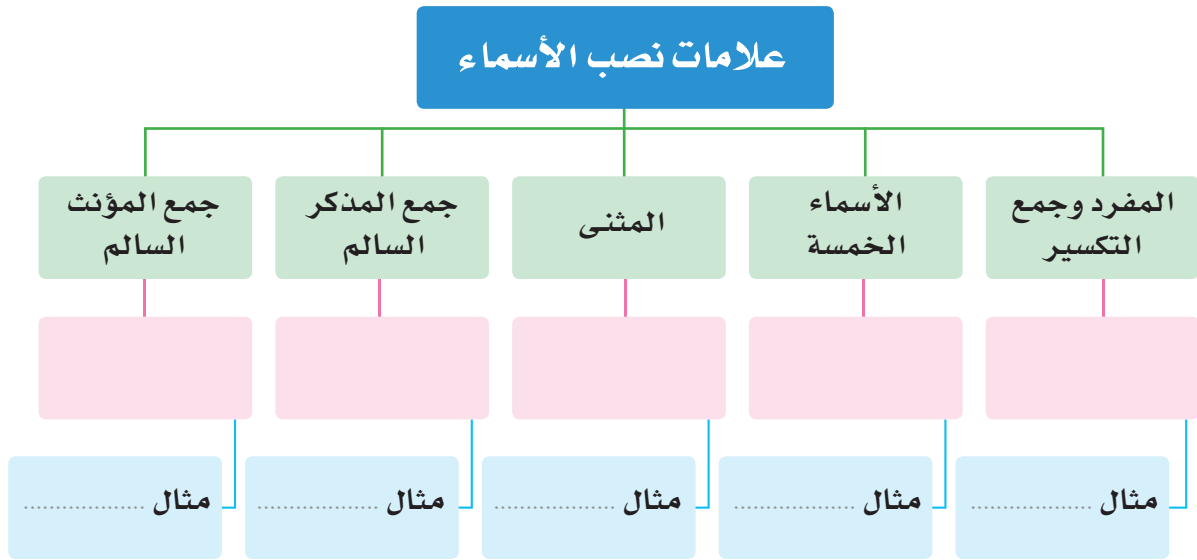 علامات نصب الأسماء
المفرد وجمع
التكسير
الأسماء
الخمسة
المثنى
جمع المذكر
السالم
جمع المؤنث
السالم
مثال ..................
مثال ..................
مثال ..................
مثال ..................
مثال ..................